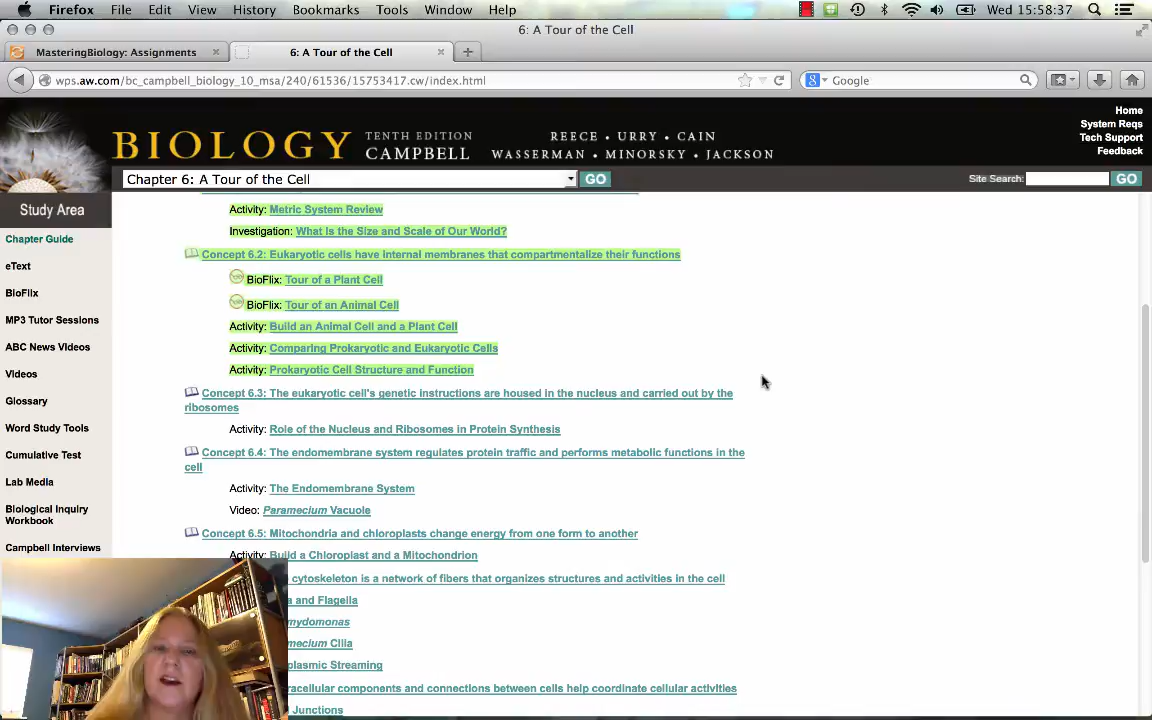 Firefox File Edit View History Bookmarks Tools Window Help Wed 15:58:37
6: A Tour of the Cell
MasteringBiology: Assignments 6: A Tour of the Cell
wps.aw.com/bc_campbell_biology_10_msa/240/61536/15753417.cw/index.html Google
Home
System Reqs
Tech Support
Feedback
BIOLOGY TENTH EDITION REECE • URRY • CAIN
CAMPBELL WASSERMAN • MINORSKY • JACKSON
Chapter 6: A Tour of the Cell GO Site Search: GO
Study Area
Chapter Guide
eText
BioFlix
MP3 Tutor Sessions
ABC News Videos
Videos
Glossary
Word Study Tools
Cumulative Test
Lab Media
Biological Inquiry
Workbook
Campbell Interviews
Activity: Metric System Review
Investigation: What Is the Size and Scale of Our World?
Concept 6.2: Eukaryotic cells have internal membranes that compartmentalize their functions
BioFlix: Tour of a Plant Cell
BioFlix: Tour of an Animal Cell
Activity: Build an Animal Cell and a Plant Cell
Activity: Comparing Prokaryotic and Eukaryotic Cells
Activity: Prokaryotic Cell Structure and Function
Concept 6.3: The eukaryotic cell's genetic instructions are housed in the nucleus and carried out by the
ribosomes
Activity: Role of the Nucleus and Ribosomes in Protein Synthesis
Concept 6.4: The endomembrane system regulates protein traffic and performs metabolic functions in the
cell
Activity: The Endomembrane System
Video: Paramecium Vacuole
Concept 6.5: Mitochondria and chloroplasts change energy from one form to another
Activity: Build a Chloroplast and a Mitochondrion
cytoskeleton is a network of fibers that organizes structures and activities in the cell
a and Flagella
mydomonas
mecium Cilia
plasmic Streaming
tracellular components and connections between cells help coordinate cellular activities
Junctions